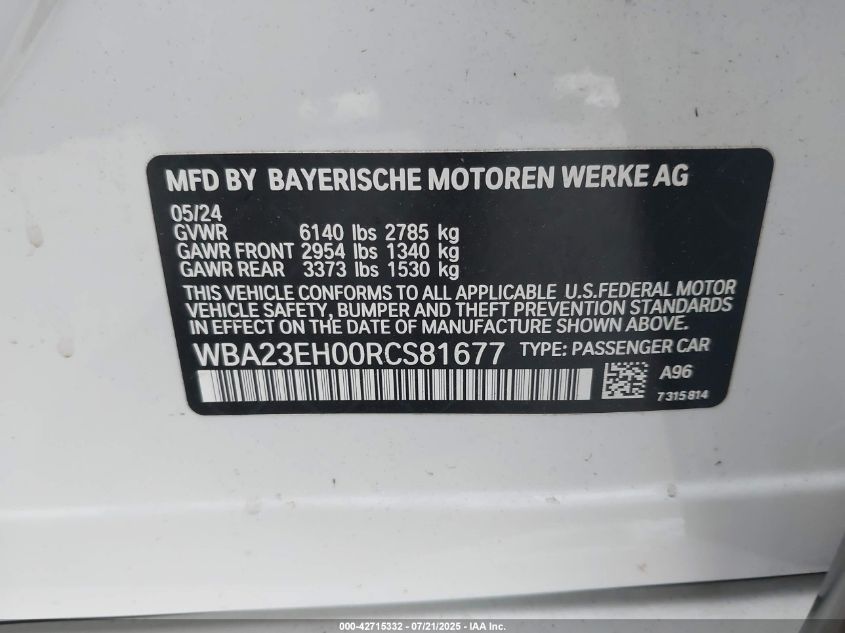 MFD BY BAYERISCHE MOTOREN WERKE AG
05/24
GVWR 6140 lbs 2785 kg
GAWR FRONT 2954 lbs 1340 kg
GAWR REAR 3373 lbs 1530 kg
THIS VEHICLE CONFORMS TO ALL APPLICABLE U.S.FEDERAL MOTOR
VEHICLE SAFETY, BUMPER AND THEFT PREVENTION STANDARDS
IN EFFECT ON THE DATE OF MANUFACTURE SHOWN ABOVE.
WBA23EH00RCS81677 TYPE: PASSENGER CAR
A96
7315814
000-42715332 - 07/21/2025 - IAA Inc.